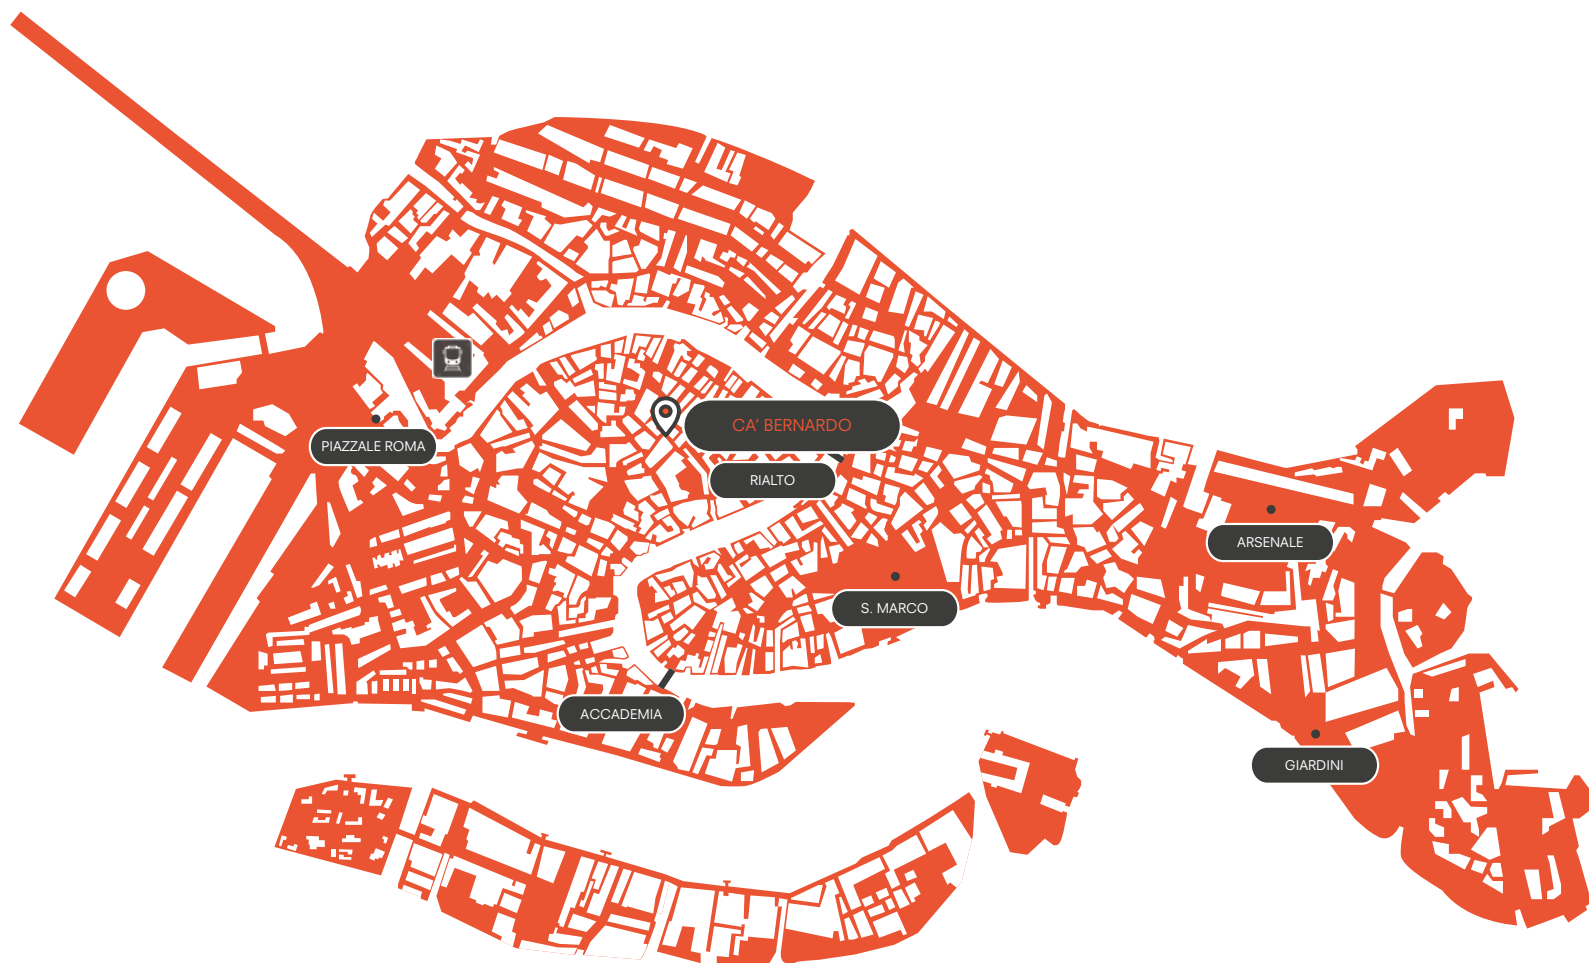 CA’ BERNARDO
PIAZZALE ROMA
RIALTO
ARSENALE
S. MARCO
ACCADEMIA
GIARDINI